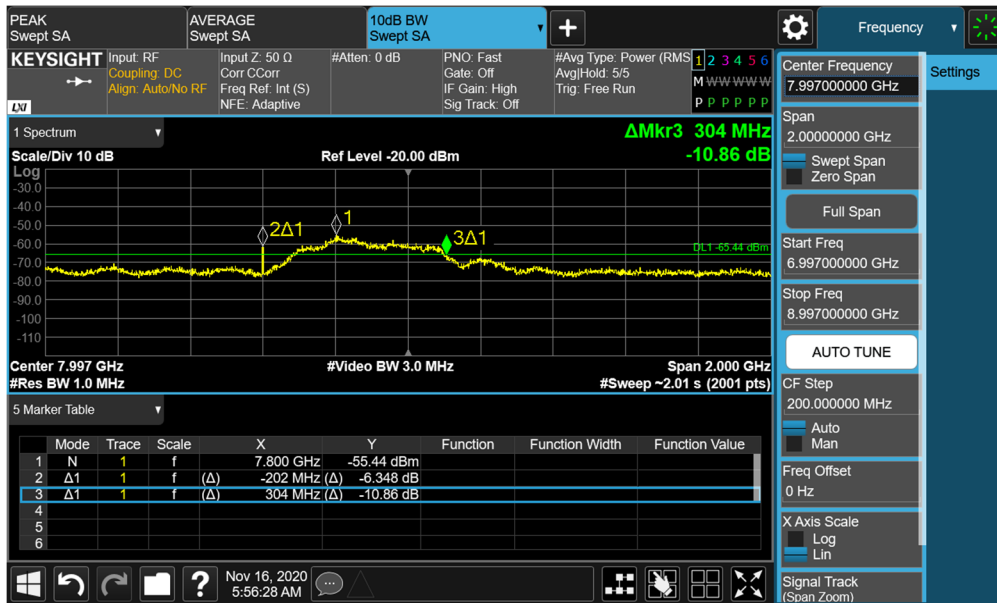 PEAK
Swept SA
AVERAGE
Swept SA
10dB BW
Swept SA
▼
+
Frequency
▼
KEYSIGHT
LXI
Input: RF
Coupling: DC
Align: Auto/No RF
Input Z: 50 Ω
Corr CCorr
Freq Ref: Int (S)
NFE: Adaptive
#Atten: 0 dB
PNO: Fast
Gate: Off
IF Gain: High
Sig Track: Off
#Avg Type: Power (RMS
Avg|Hold: 5/5
Trig: Free Run
1 2 3 4 5 6
M W W W W W
P P P P P P
1 Spectrum ▼
ΔMkr3 304 MHz
-10.86 dB
Scale/Div 10 dB
Ref Level -20.00 dBm
Log
-30.0
-40.0
-50.0
-60.0
-70.0
-80.0
-90.0
-100
-110
2Δ1
1
3Δ1
DL1 -65.44 dBm
Center 7.997 GHz
#Video BW 3.0 MHz
Span 2.000 GHz
#Res BW 1.0 MHz
#Sweep ~2.01 s (2001 pts)
5 Marker Table ▼
Mode Trace Scale X Y Function Function Width Function Value
1 N 1 f 7.800 GHz -55.44 dBm
2 Δ1 1 f (Δ) -202 MHz (Δ) -6.348 dB
3 Δ1 1 f (Δ) 304 MHz (Δ) -10.86 dB
4
5
6
Nov 16, 2020
5:56:28 AM
?
Center Frequency
7.997000000 GHz
Span
2.00000000 GHz
Swept Span
Zero Span
Full Span
Start Freq
6.997000000 GHz
Stop Freq
8.997000000 GHz
AUTO TUNE
CF Step
200.000000 MHz
Auto
Man
Freq Offset
0 Hz
X Axis Scale
Log
Lin
Signal Track
(Span Zoom)
Settings